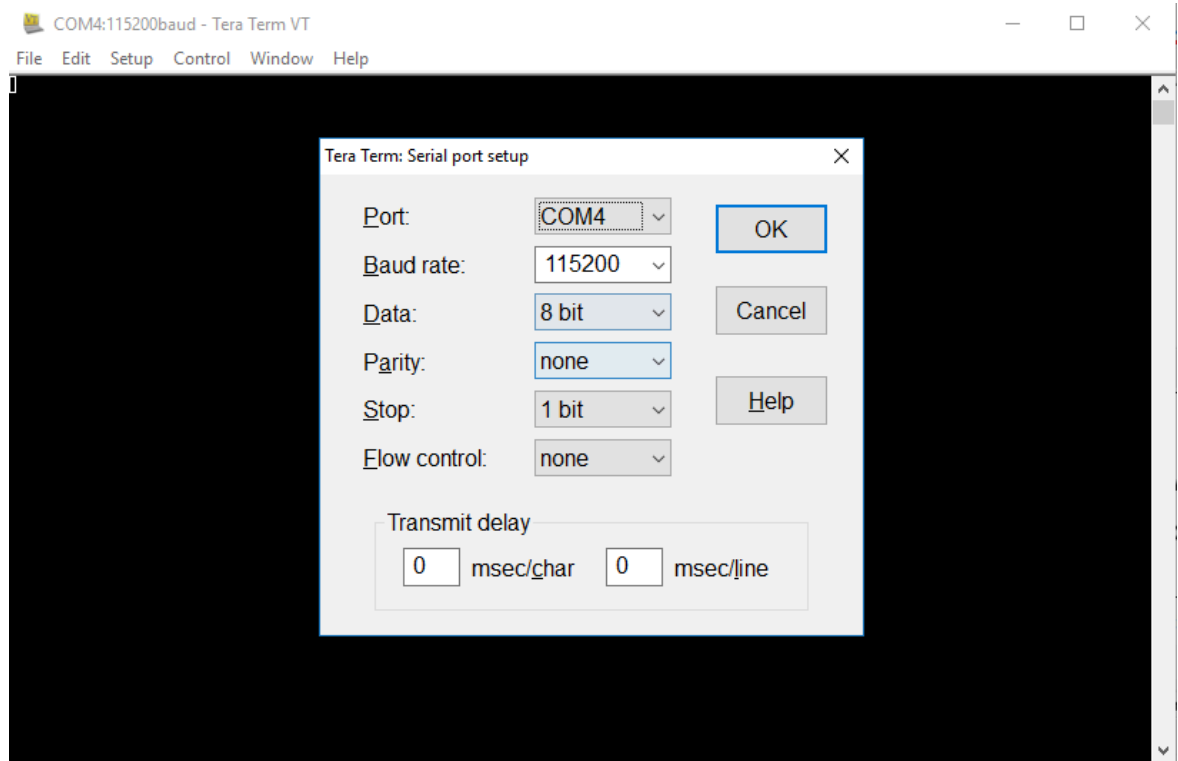 COM4:115200baud - Tera Term VT
File Edit Setup Control Window Help
Tera Term: Serial port setup
Port: COM4 OK
Baud rate: 115200
Data: 8 bit Cancel
Parity: none
Stop: 1 bit Help
Flow control: none
Transmit delay
0 msec/char 0 msec/line